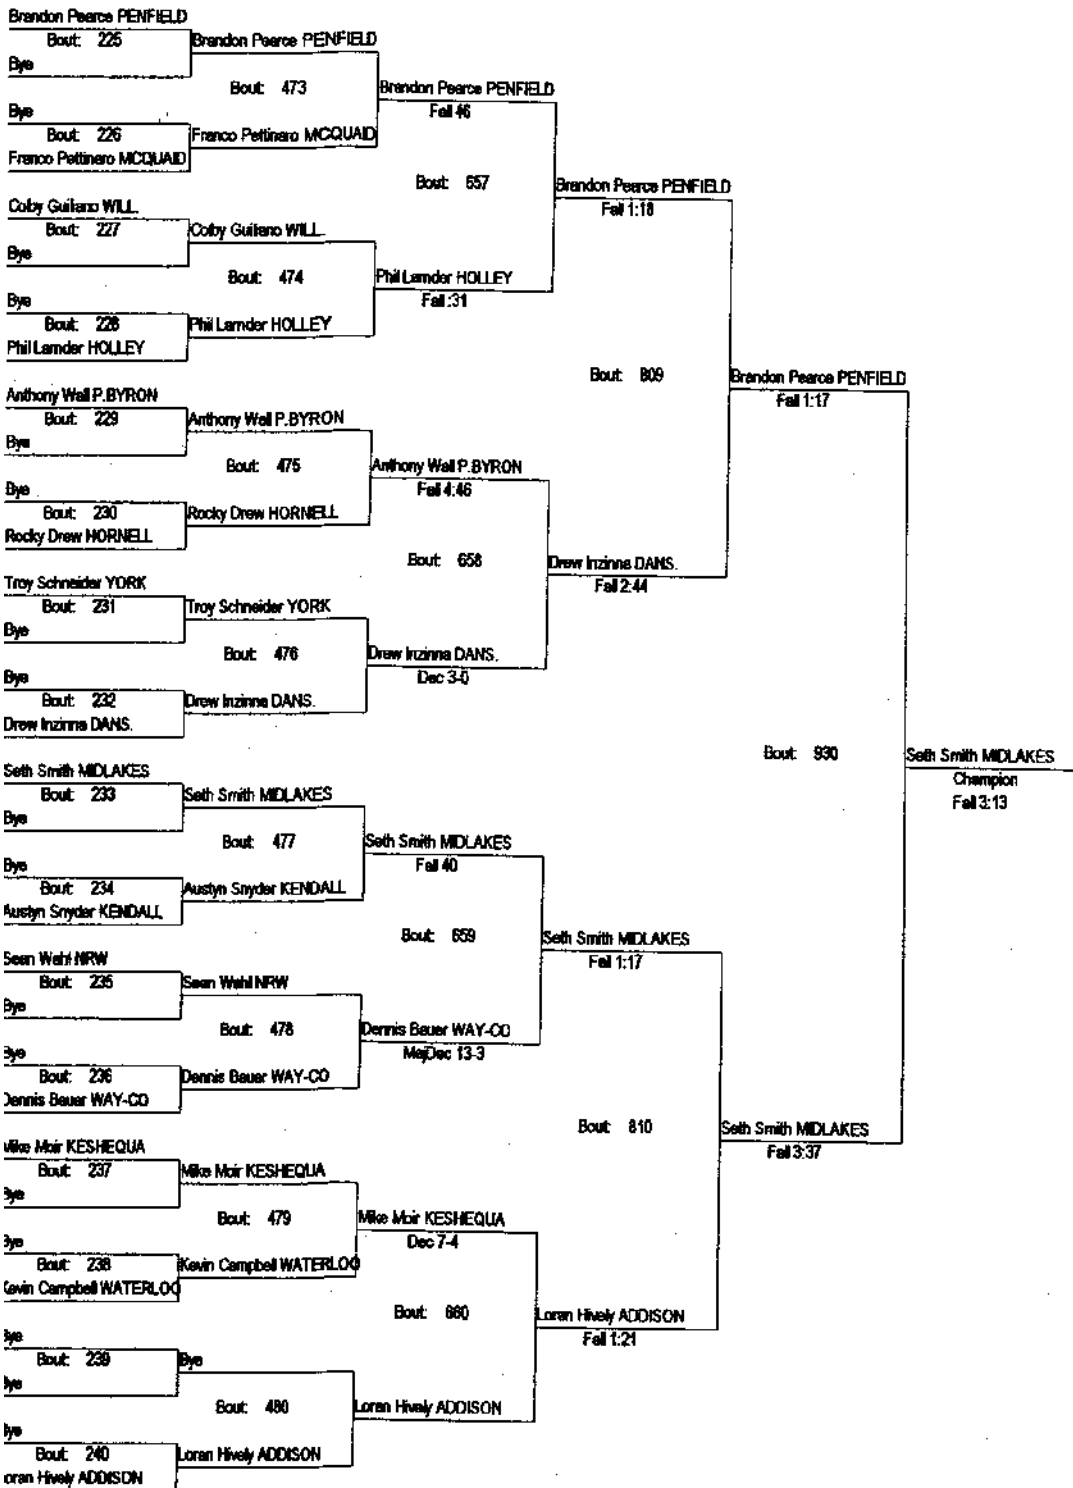 Brandon Pearce PENFIELD
Bout: 225
Brandon Pearce PENFIELD
Bye
Bout: 473
Brandon Pearce PENFIELD
Fall 46
Bye
Bout: 226
Franco Pettinaro MCQUAID
Franco Pettinaro MCQUAID
Bout: 657
Brandon Pearce PENFIELD
Fall 1:18
Coby Guiliano WILL.
Bout: 227
Coby Guiliano WILL.
Bye
Bout: 474
Phil Lamder HOLLEY
Fall :31
Bye
Bout: 228
Phil Lamder HOLLEY
Phil Lamder HOLLEY
Bout: 809
Brandon Pearce PENFIELD
Fall 1:17
Anthony Wall P.BYRON
Bout: 229
Anthony Wall P.BYRON
Bye
Bout: 475
Anthony Wall P.BYRON
Fall 4:46
Bye
Bout: 230
Rocky Drew HORNELL
Rocky Drew HORNELL
Bout: 658
Drew Inzinna DANS.
Fall 2:44
Troy Schneider YORK
Bout: 231
Troy Schneider YORK
Bye
Bout: 476
Drew Inzinna DANS.
Dec 3-0
Bye
Bout: 232
Drew Inzinna DANS.
Drew Inzinna DANS.
Bout: 930
Seth Smith MIDLAKES
Champion
Fall 3:13
Seth Smith MIDLAKES
Bout: 233
Seth Smith MIDLAKES
Bye
Bout: 477
Seth Smith MIDLAKES
Fall 40
Bye
Bout: 234
Austyn Snyder KENDALL
Austyn Snyder KENDALL
Bout: 659
Seth Smith MIDLAKES
Fall 1:17
Sean Wahl NRW
Bout: 235
Sean Wahl NRW
Bye
Bout: 478
Dennis Bauer WAY-CO
MajDec 13-3
Bye
Bout: 236
Dennis Bauer WAY-CO
Dennis Bauer WAY-CO
Bout: 810
Seth Smith MIDLAKES
Fall 3:37
Mike Moir KESHEQUA
Bout: 237
Mike Moir KESHEQUA
Bye
Bout: 479
Mike Moir KESHEQUA
Dec 7-4
Bye
Bout: 238
Kevin Campbell WATERLOO
Kevin Campbell WATERLOO
Bout: 660
Loran Hively ADDISON
Fall 1:21
Bye
Bout: 239
Bye
Bye
Bout: 480
Loran Hively ADDISON
Bye
Bout: 240
Loran Hively ADDISON
Loran Hively ADDISON